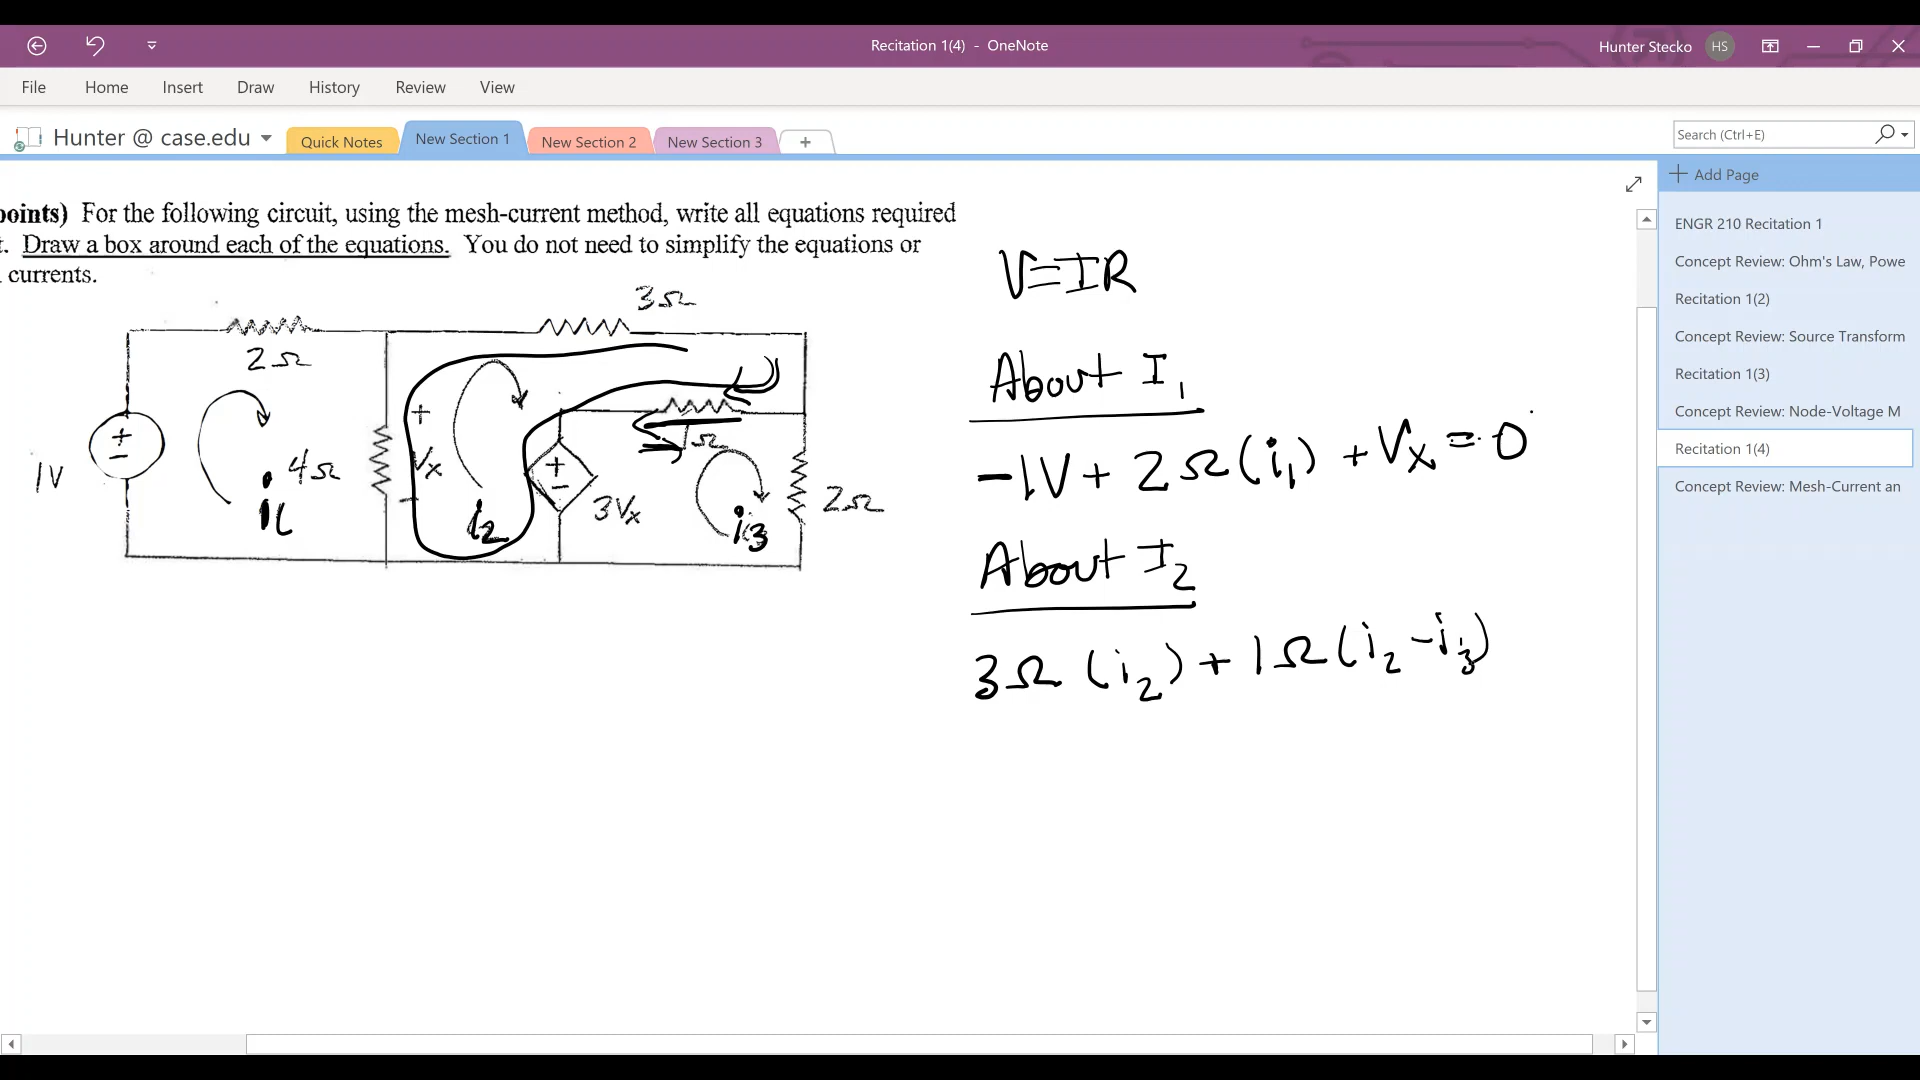 Recitation 1(4) - OneNote
Hunter Stecko HS
File Home Insert Draw History Review View
Hunter @ case.edu
Quick Notes New Section 1 New Section 2 New Section 3 +
Search (Ctrl+E)
Add Page
ENGR 210 Recitation 1
Concept Review: Ohm's Law, Powe
Recitation 1(2)
Concept Review: Source Transform
Recitation 1(3)
Concept Review: Node-Voltage M
Recitation 1(4)
Concept Review: Mesh-Current an
points) For the following circuit, using the mesh-current method, write all equations required
t. Draw a box around each of the equations. You do not need to simplify the equations or
currents.
3Ω
2Ω
+
Vx
-
1V
+
-
4Ω
i1
i2
+
-
3Vx
1Ω
i3
2Ω
V=IR
About I1
-1V + 2Ω(i1) + Vx = 0
About I2
3Ω (i2) + 1Ω (i2 - i3)